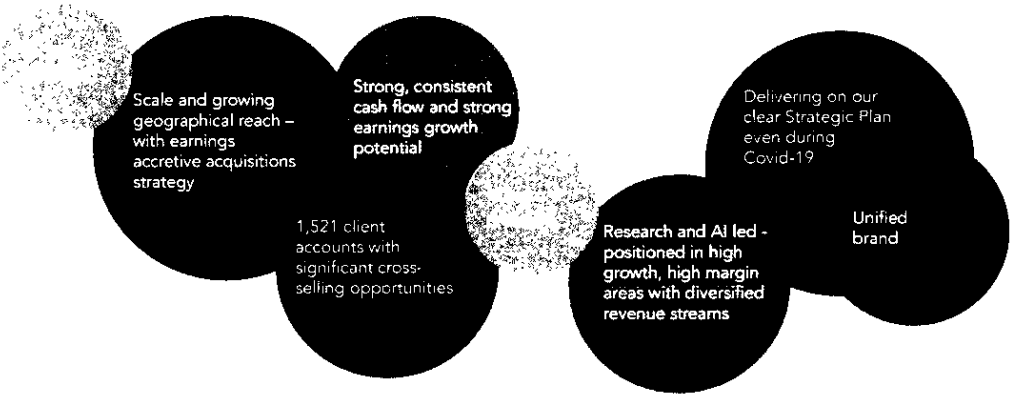 Scale and growing
geographical reach –
with earnings
accretive acquisitions
strategy
Strong, consistent
cash flow and strong
earnings growth
potential
1,521 client
accounts with
significant cross-
selling opportunities
Research and AI led -
positioned in high
growth, high margin
areas with diversified
revenue streams
Delivering on our
clear Strategic Plan
even during
Covid-19
Unified
brand